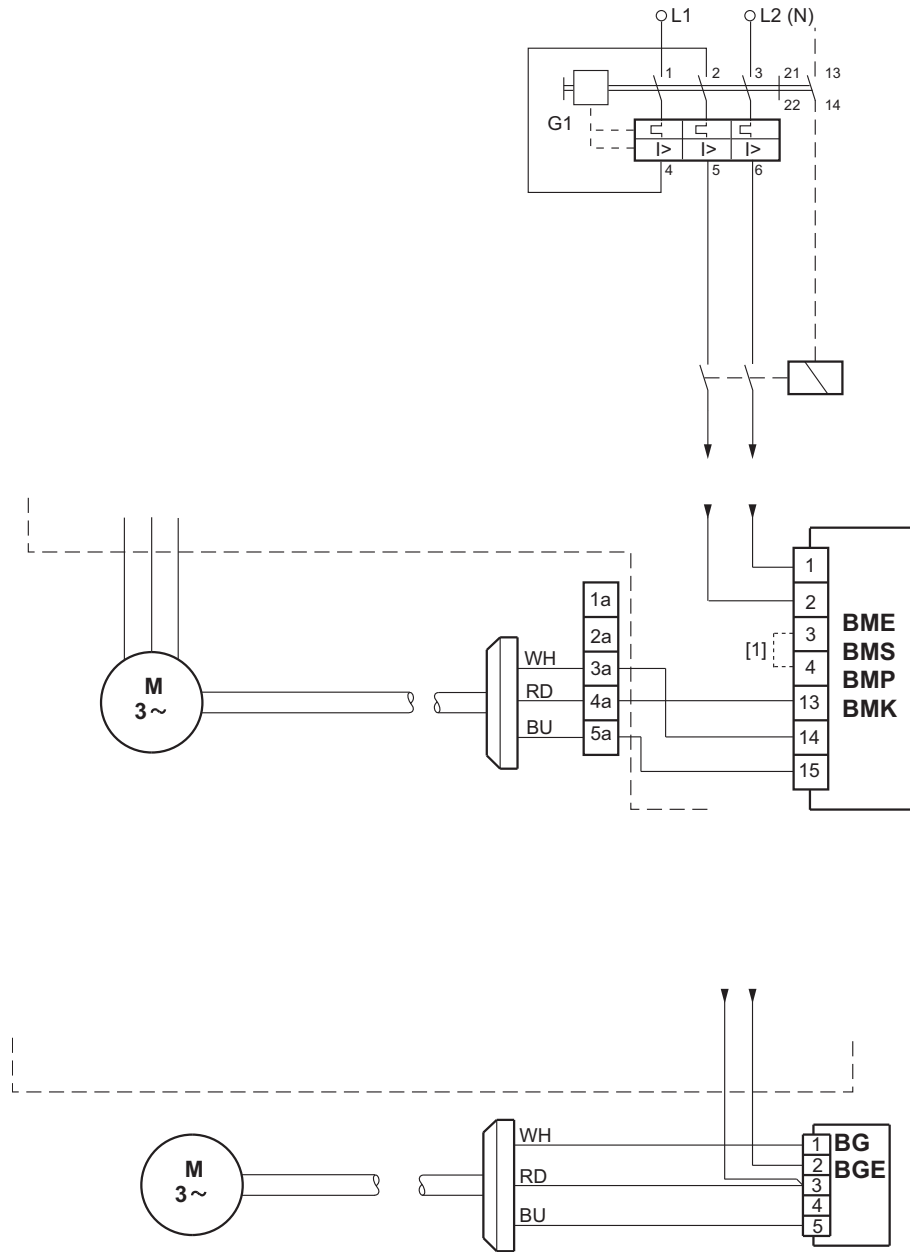 L1
L2 (N)
1 2 3 21 13
22 14
G1
I> I> I>
4 5 6
M
3~
WH
RD
BU
1a
2a
3a
4a
5a
[1]
1
2
3
4
13
14
15
BME
BMS
BMP
BMK
M
3~
WH
RD
BU
1
2
3
4
5
BG
BGE